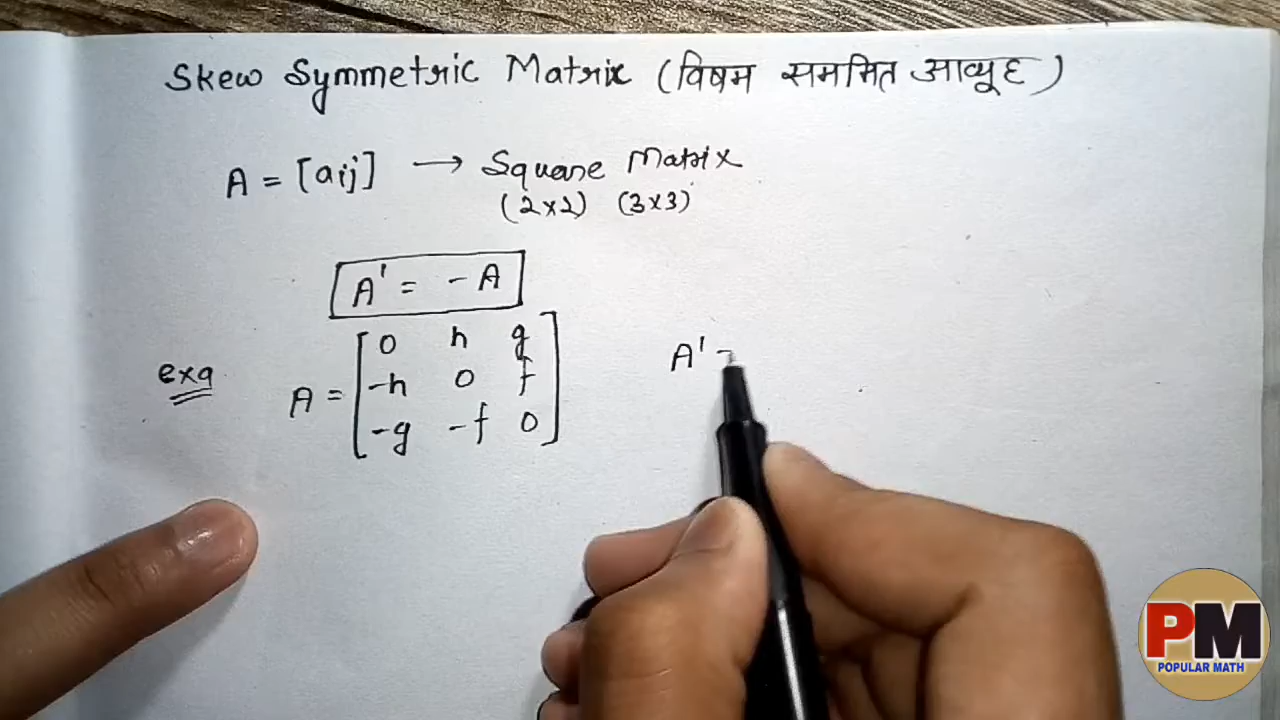 Skew Symmetric Matrix (विषम सममित आव्यूह)
A = [aij] → Square Matrix
(2×2) (3×3)
A' = - A
exa A = [0 h g
-h 0 f
-g -f 0]
A' -
PM
POPULAR MATH